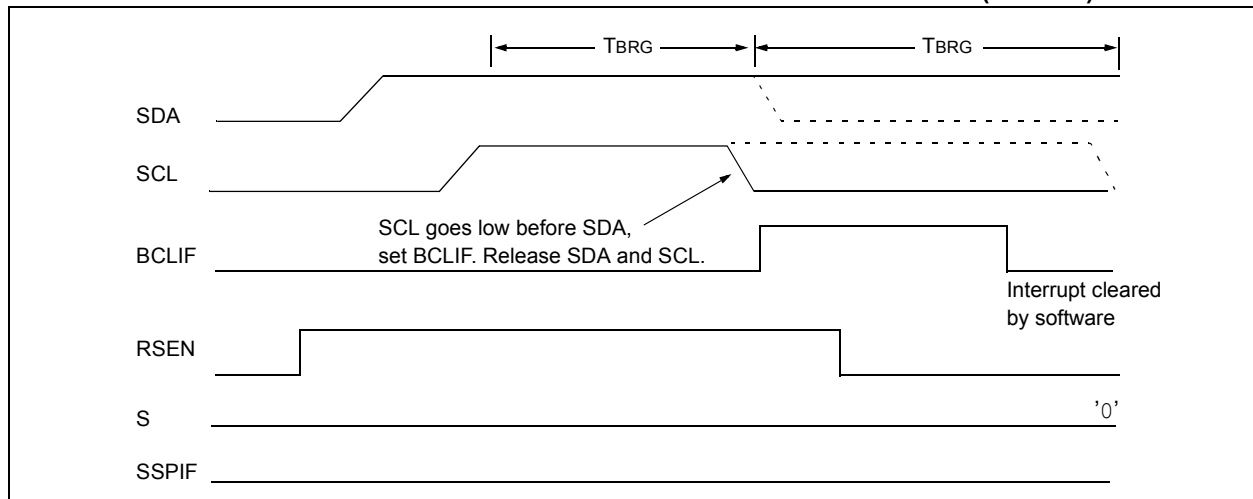 TBRG TBRG
SDA
SCL
SCL goes low before SDA,
set BCLIF. Release SDA and SCL.
BCLIF
Interrupt cleared
by software
RSEN
S '0'
SSPIF